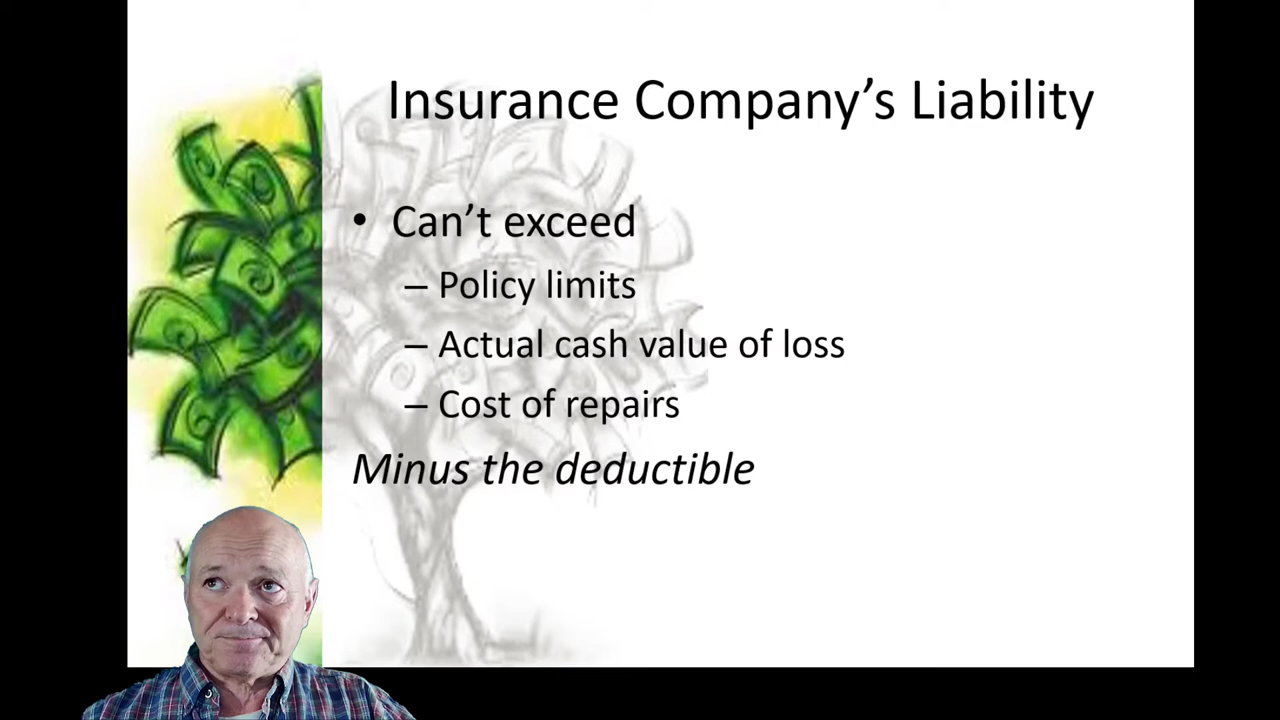 Insurance Company’s Liability
• Can’t exceed
– Policy limits
– Actual cash value of loss
– Cost of repairs
Minus the deductible